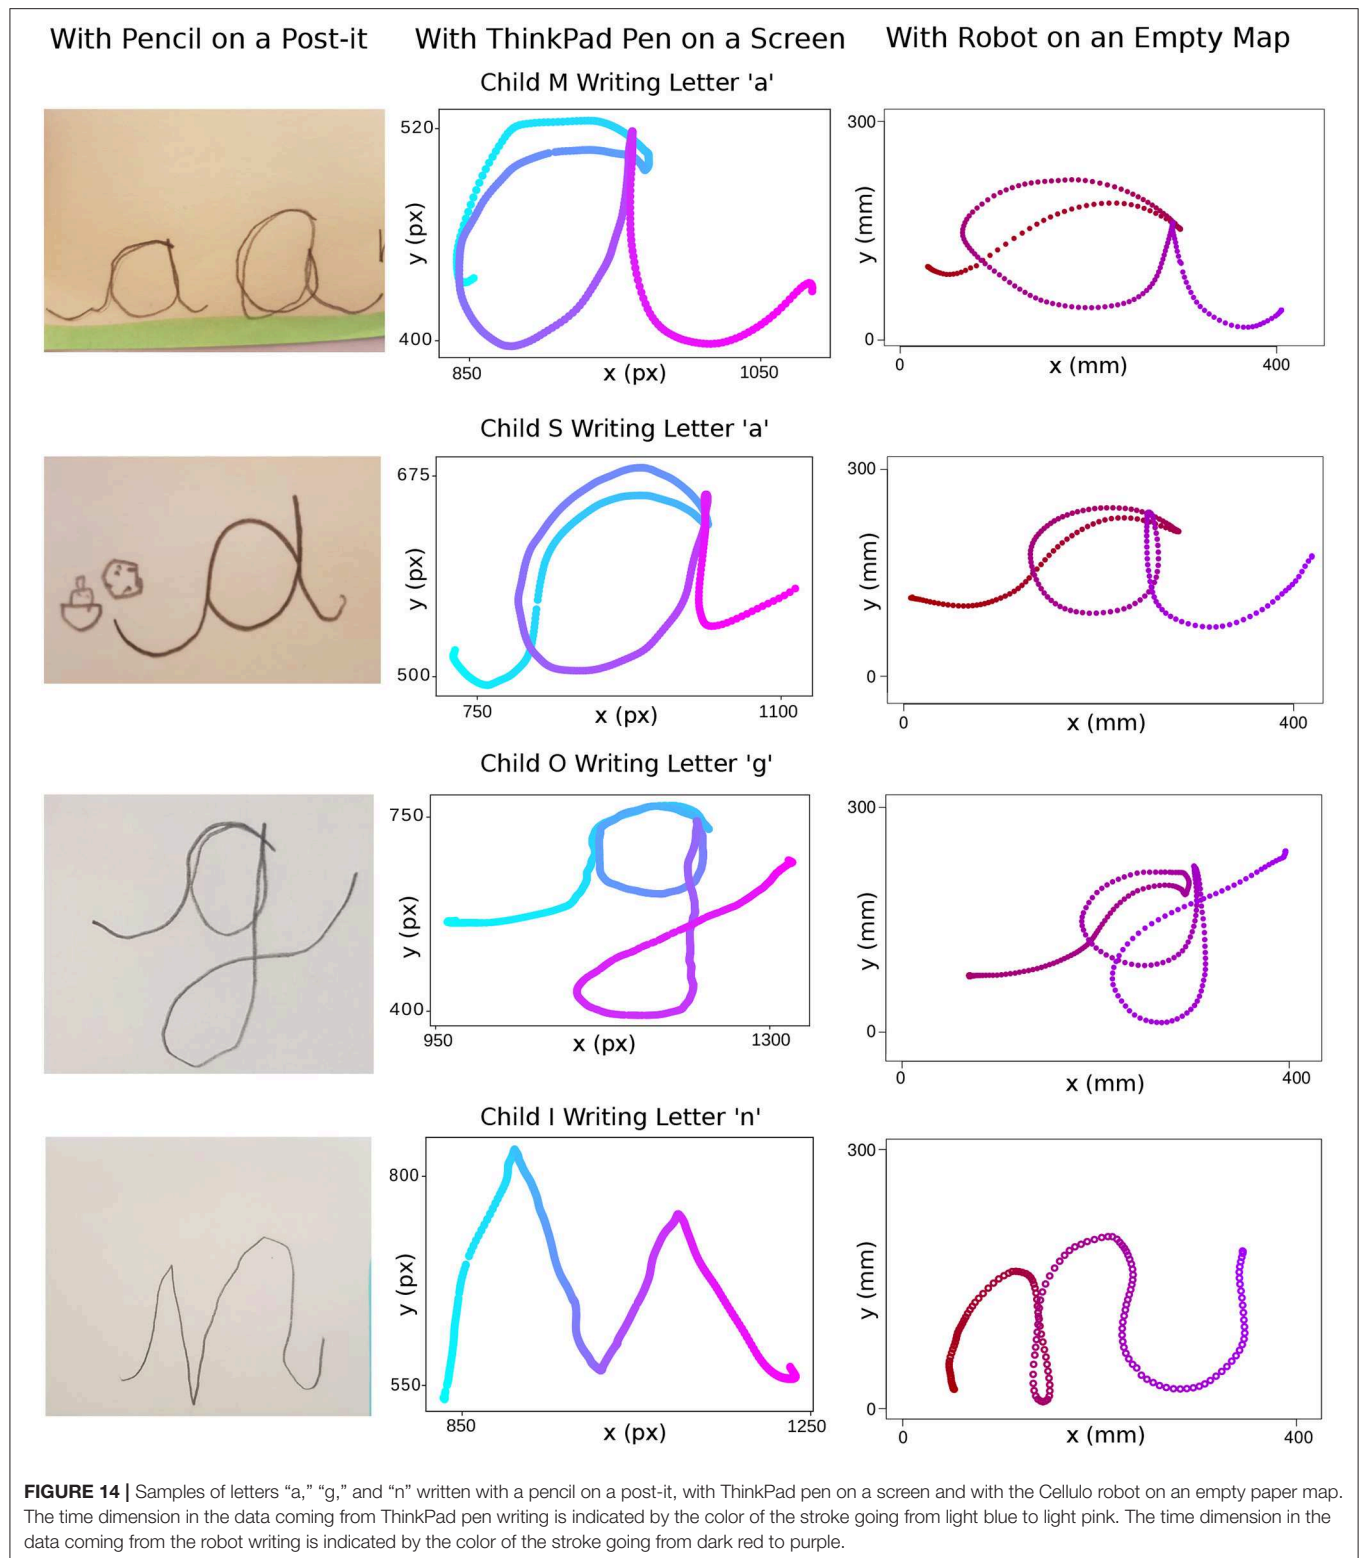 With Pencil on a Post-it
With ThinkPad Pen on a Screen
With Robot on an Empty Map
Child M Writing Letter 'a'
a a
520
400
y (px)
850
x (px)
1050
300
0
y (mm)
0
x (mm)
400
Child S Writing Letter 'a'
a
675
500
y (px)
750
x (px)
1100
300
0
y (mm)
0
x (mm)
400
Child O Writing Letter 'g'
g
750
400
y (px)
950
x (px)
1300
300
0
y (mm)
0
x (mm)
400
Child I Writing Letter 'n'
n
800
550
y (px)
850
x (px)
1250
300
0
y (mm)
0
x (mm)
400
FIGURE 14 | Samples of letters “a,” “g,” and “n” written with a pencil on a post-it, with ThinkPad pen on a screen and with the Cellulo robot on an empty paper map.
The time dimension in the data coming from ThinkPad pen writing is indicated by the color of the stroke going from light blue to light pink. The time dimension in the
data coming from the robot writing is indicated by the color of the stroke going from dark red to purple.